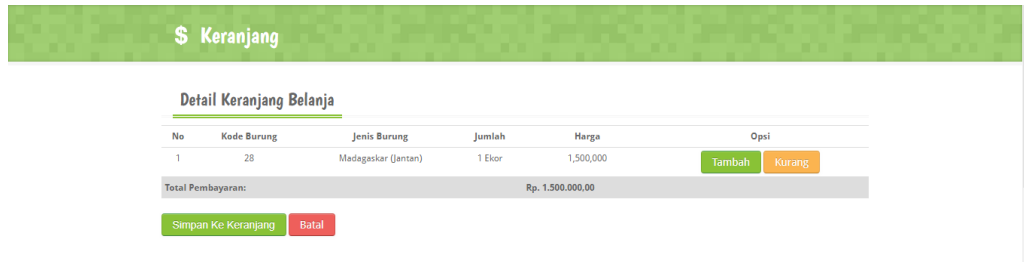 $ Keranjang
Detail Keranjang Belanja
No Kode Burung Jenis Burung Jumlah Harga Opsi
1 28 Madagaskar (Jantan) 1 Ekor 1,500,000 Tambah Kurang
Total Pembayaran: Rp. 1.500.000,00
Simpan Ke Keranjang Batal